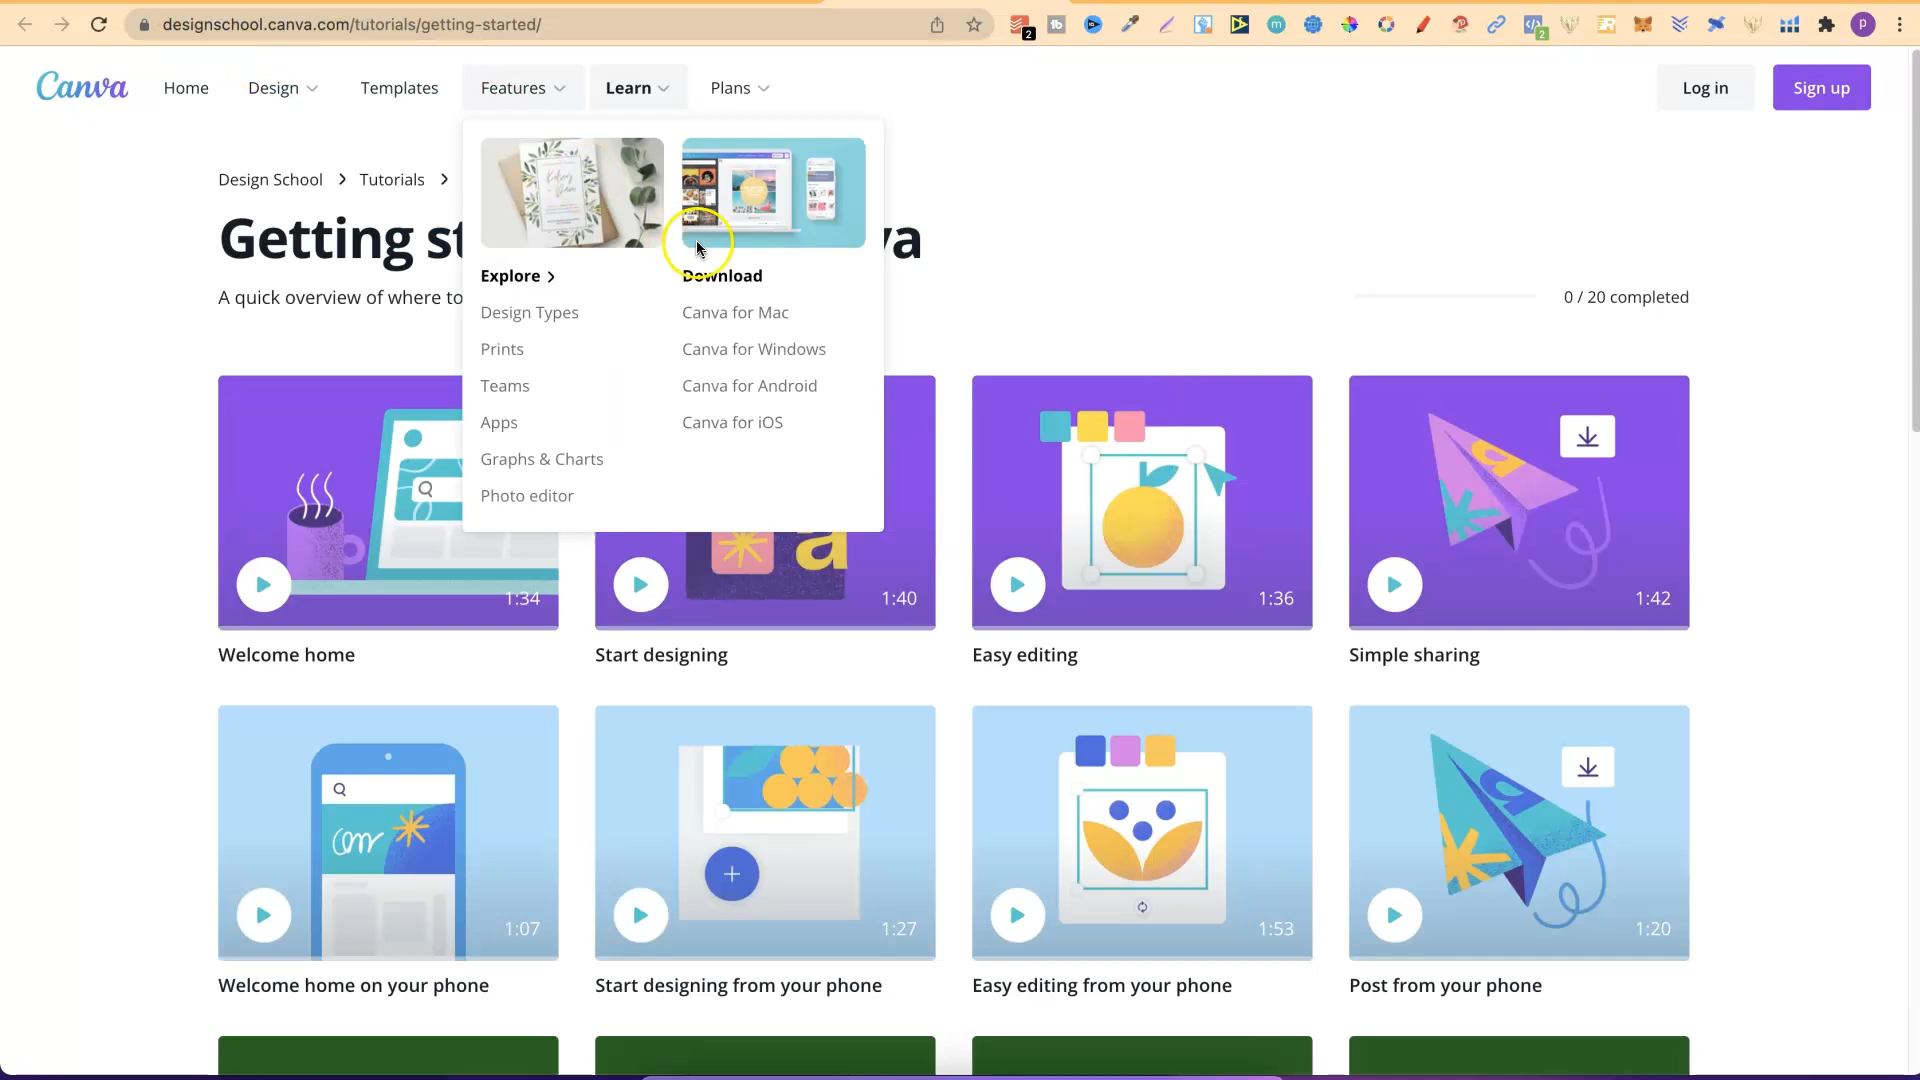 designschool.canva.com/tutorials/getting-started/
2
2
P
Canva
Home
Design
Templates
Features
Learn
Plans
Log in
Sign up
Design School
Tutorials
Getting st
va
A quick overview of where to
0 / 20 completed
Explore
Design Types
Prints
Teams
Apps
Graphs & Charts
Photo editor
Download
Canva for Mac
Canva for Windows
Canva for Android
Canva for iOS
1:34
a
1:40
1:36
a
1:42
Welcome home
Start designing
Easy editing
Simple sharing
1:07
1:27
1:53
a
1:20
Welcome home on your phone
Start designing from your phone
Easy editing from your phone
Post from your phone